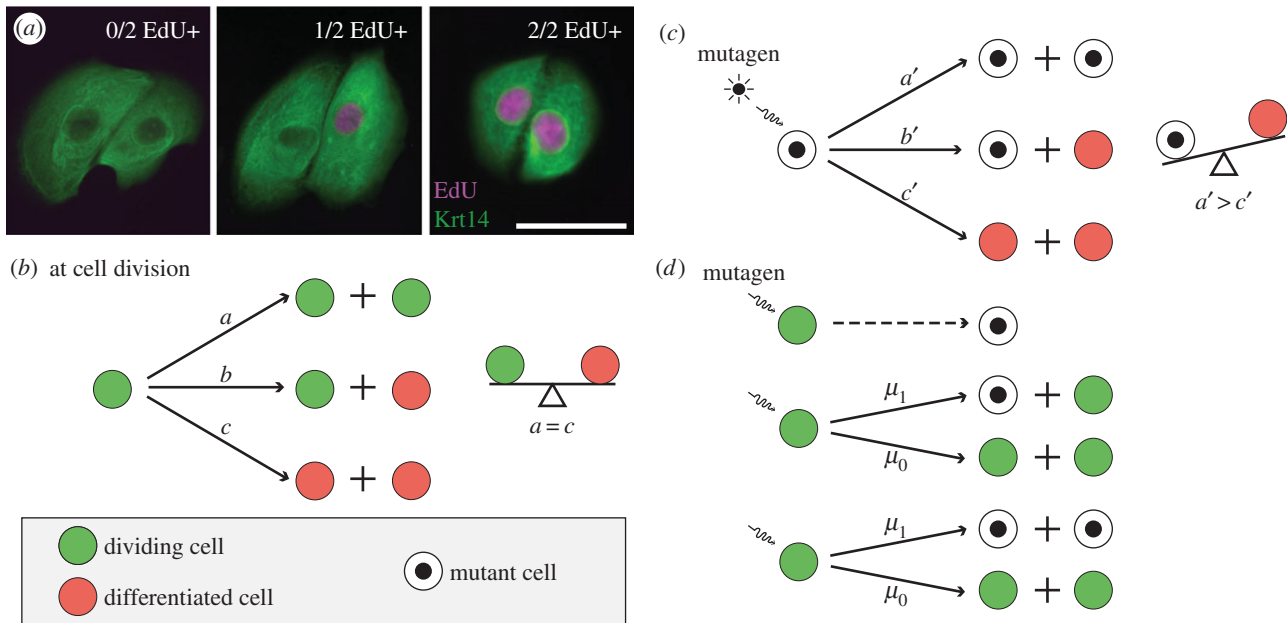 (a)
0/2 EdU+
1/2 EdU+
2/2 EdU+
EdU
Krt14
(b) at cell division
a
b
c
a = c
dividing cell
differentiated cell
mutant cell
(c)
mutagen
a′
b′
c′
a′ > c′
(d)
mutagen
μ1
μ0
μ1
μ0